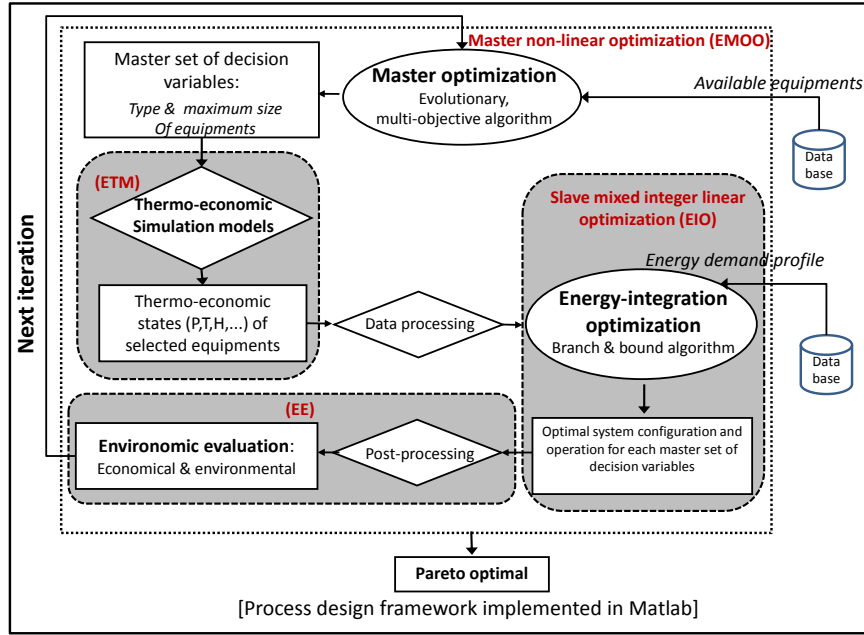 Master non-linear optimization (EMOO)
Master set of decision
variables:
Type & maximum size
Of equipments
Master optimization
Evolutionary,
multi-objective algorithm
Available equipments
Data
base
(ETM)
Thermo-economic
Simulation models
Slave mixed integer linear
optimization (EIO)
Energy demand profile
Thermo-economic
states (P,T,H,...) of
selected equipments
Data processing
Energy-integration
optimization
Branch & bound algorithm
Data
base
Next iteration
(EE)
Environomic evaluation:
Economical & environmental
Post-processing
Optimal system configuration and
operation for each master set of
decision variables
Pareto optimal
[Process design framework implemented in Matlab]